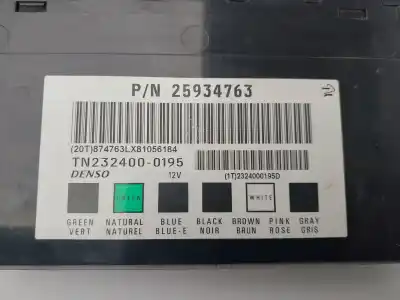 P/N 25934763
(20T)874763LX81056184
TN232400-0195
DENSO 12V (1T)2324000195D
GREEN WHITE
GREEN NATURAL BLUE BLACK BROWN PINK GRAY
VERT NATUREL BLUE-E NOIR BRUN ROSE GRIS